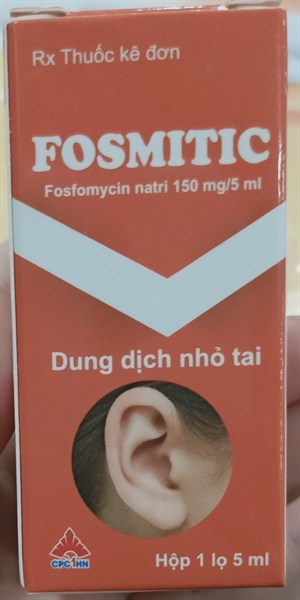 Rx Thuốc kê đơn
FOSMITIC
Fosfomycin natri 150 mg/5 ml
Dung dịch nhỏ tai
CPC1HN
Hộp 1 lọ 5 ml